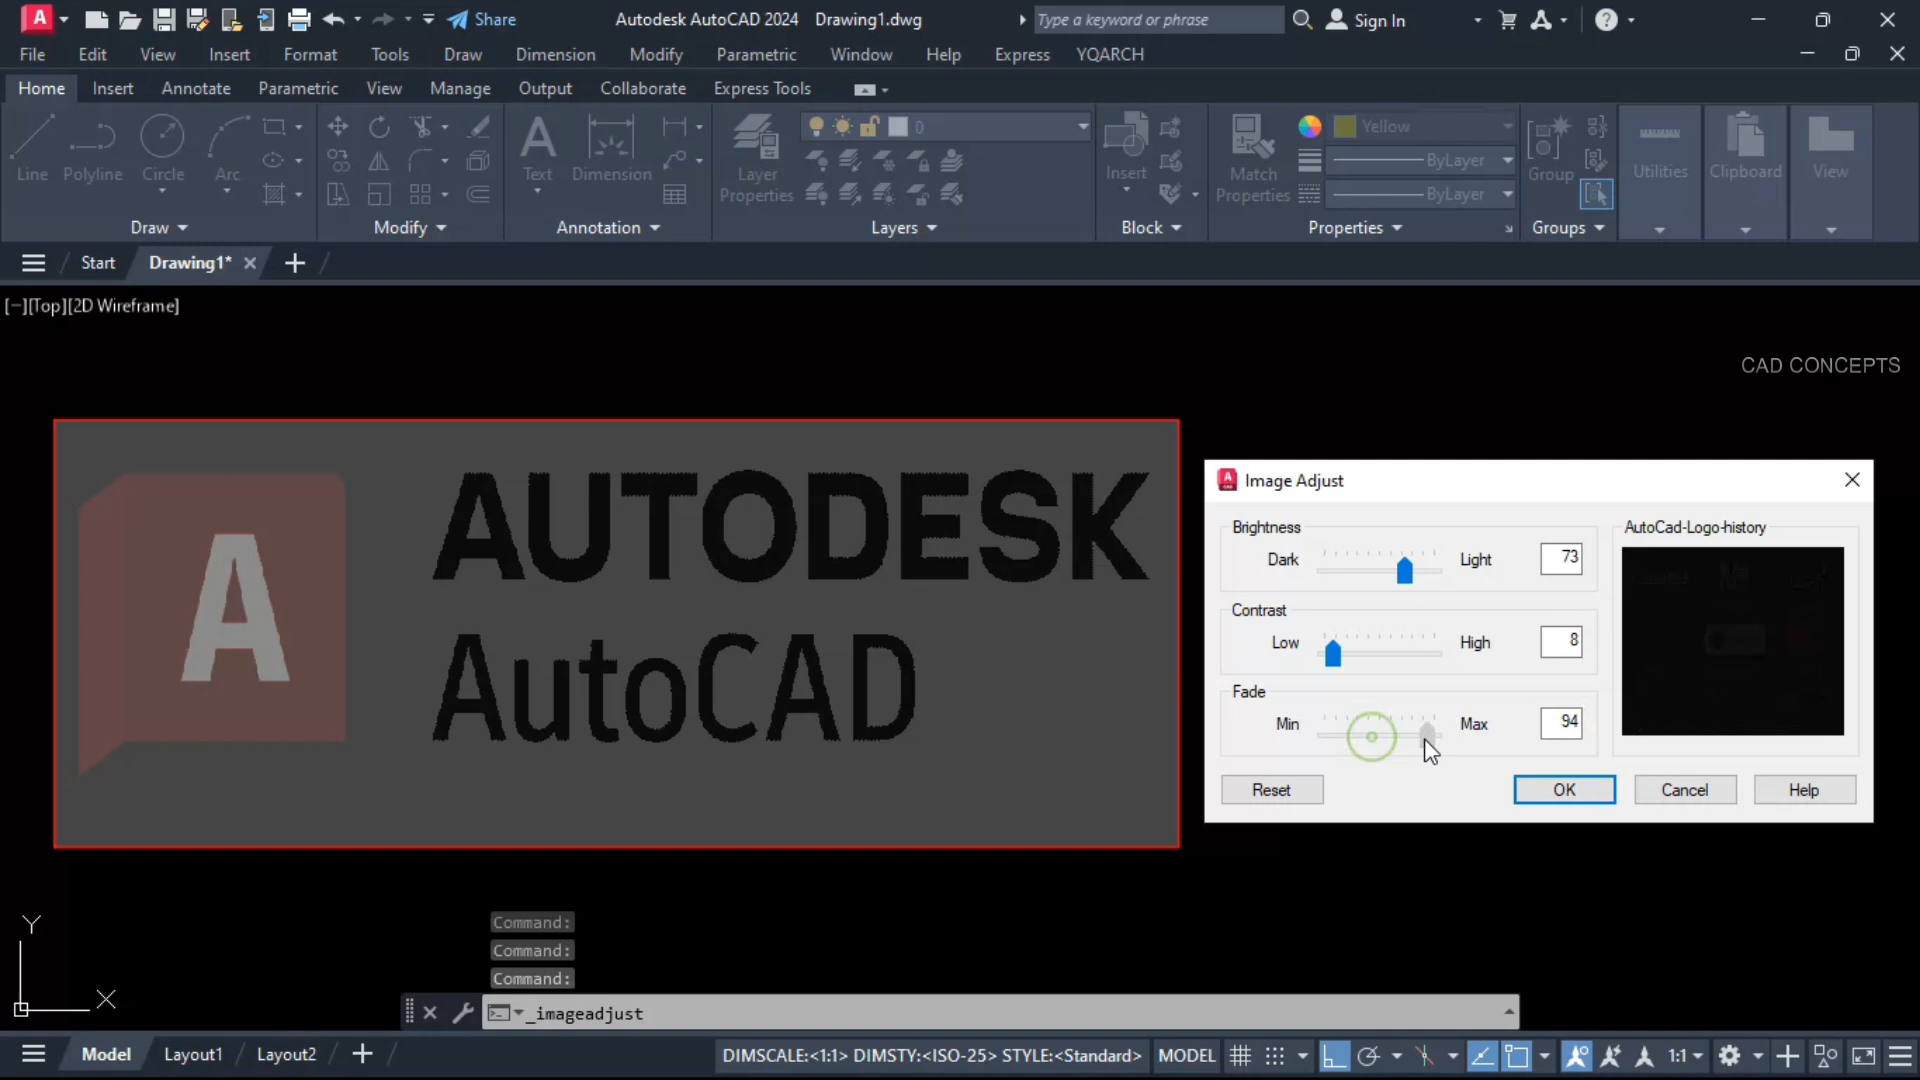 A Share Autodesk AutoCAD 2024 Drawing1.dwg Type a keyword or phrase Sign In ?
File Edit View Insert Format Tools Draw Dimension Modify Parametric Window Help Express YQARCH
Home Insert Annotate Parametric View Manage Output Collaborate Express Tools
0 Yellow
ByLayer
Line Polyline Circle Arc Text Dimension Layer Properties Insert Match Properties Group Utilities Clipboard View
ByLayer
Draw Modify Annotation Layers Block Properties Groups
Start Drawing1*
[−][Top][2D Wireframe]
CAD CONCEPTS
A
AUTODESK
AutoCAD
Image Adjust
Brightness AutoCad-Logo-history
Dark Light 73
Contrast
Low High 8
Fade
Min Max 94
Reset OK Cancel Help
Y
X
Command:
Command:
Command:
_imageadjust
Model Layout1 Layout2 DIMSCALE:<1:1> DIMSTY:<ISO-25> STYLE:<Standard> MODEL 1:1